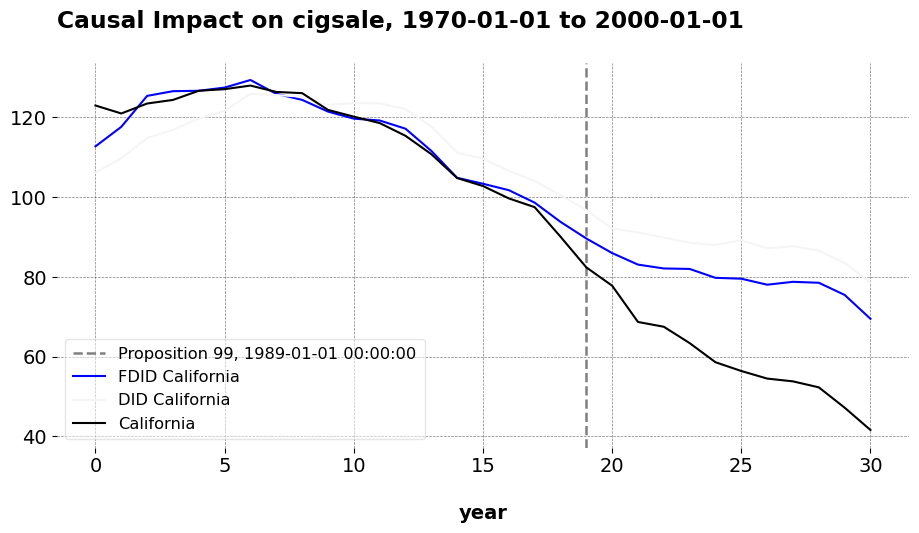 Causal Impact on cigsale, 1970-01-01 to 2000-01-01
120
100
80
60
40
Proposition 99, 1989-01-01 00:00:00
FDID California
DID California
California
0 5 10 15 20 25 30
year